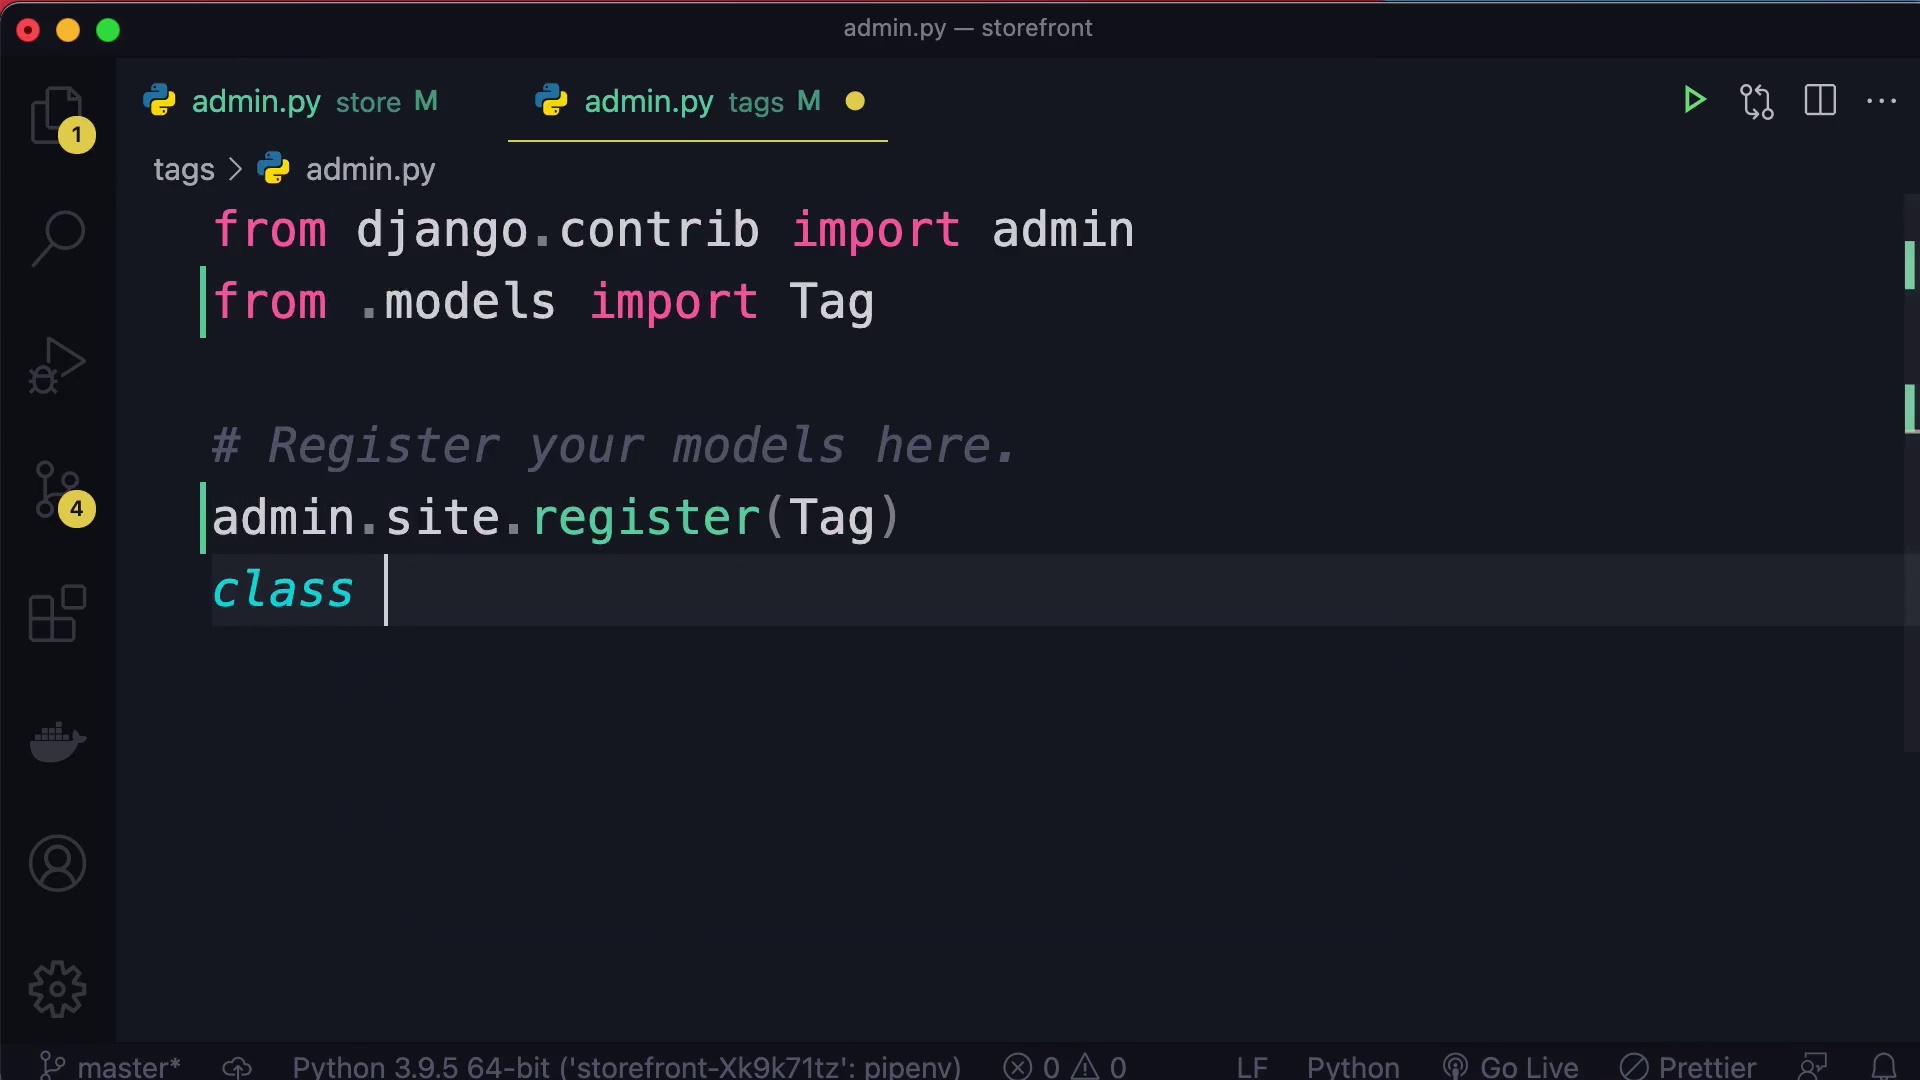 admin.py — storefront
admin.py store M
admin.py tags M
1
tags > admin.py
from django.contrib import admin
from .models import Tag
# Register your models here.
admin.site.register(Tag)
class
4
master*
Python 3.9.5 64-bit ('storefront-Xk9k71tz': pipenv)
0
0
LF
Python
Go Live
Prettier